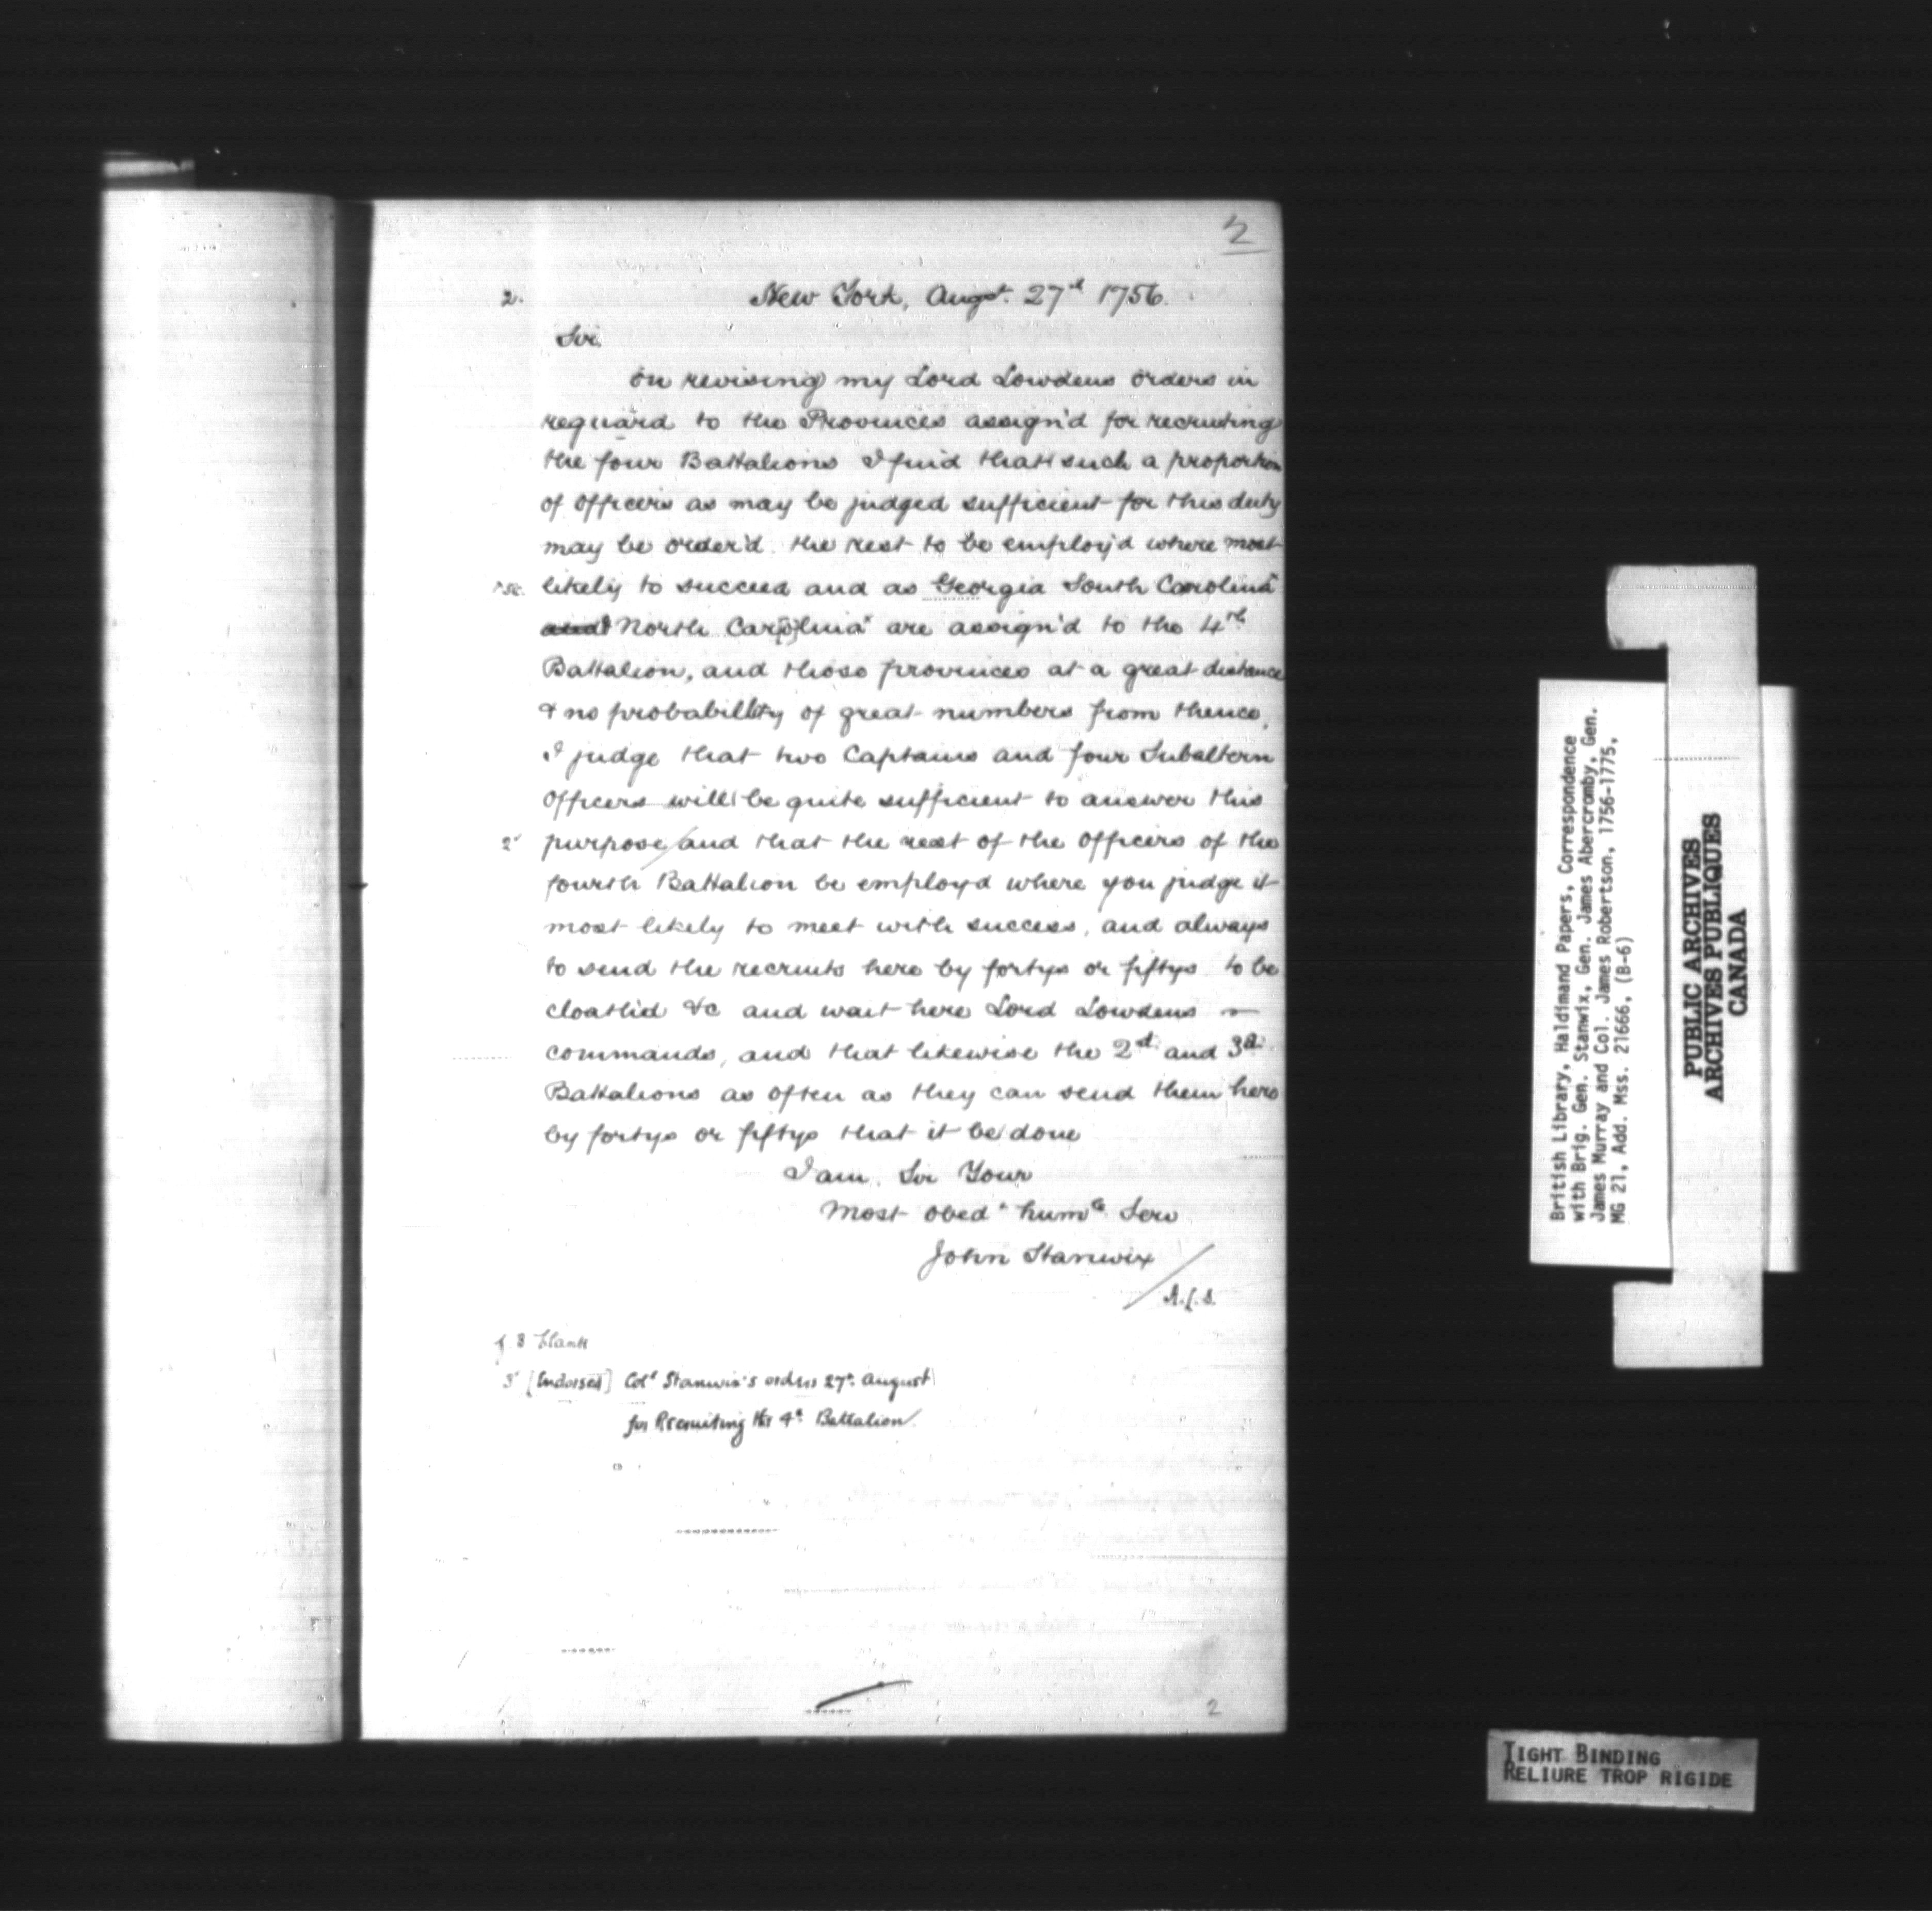 2
2. New York, Augst. 27th 1756.
Sir,
On revising my Lord Lowdens orders in
reguard to the Provinces assign'd for recruting
the four Battalions I find that such a proportion
of officers as may be judged sufficient for this duty
may be order'd the rest to be employ'd where most
likely to succeed and as Georgia South Carolina
and North Carolina are assign'd to the 4th
Battalion, and those provinces at a great distance
& no probability of great numbers from thence,
I judge that two Captains and four Subaltern
Officers will be quite sufficient to answer this
2' purpose and that the rest of the Officers of the
fourth Battalion be employd where you judge it
most likely to meet with success, and always
to send the recruits here by fortys or fiftys to be
cloathd &c and wait here Lord Lowdens
commands, and that likewise the 2d and 3d
Battalions as often as they can send them here
by fortys or fiftys that it be done
I am, Sir Your
Most obedt humle Serv
John Stanwix
A.L.S.
f 3 blank
3' [Endorsed] Coll Stanwix's orders 27th August
for Recruiting the 4th Battalion
2
British Library, Haldimand Papers, Correspondence
with Brig. Gen. Stanwix, Gen. James Abercromby, Gen.
James Murray and Col. James Robertson, 1756-1775,
MG 21, Add. Mss. 21666, (B-6)
PUBLIC ARCHIVES
ARCHIVES PUBLIQUES
CANADA
TIGHT BINDING
RELIURE TROP RIGIDE